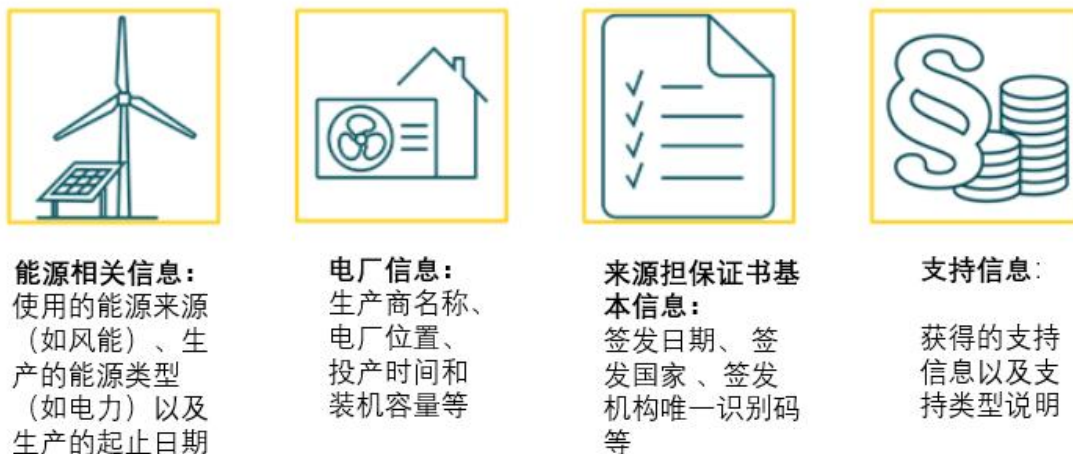 能源相关信息:
使用的能源来源
（如风能）、生
产的能源类型
（如电力）以及
生产的起止日期
电厂信息:
生产商名称、
电厂位置、
投产时间和
装机容量等
来源担保证书基
本信息:
签发日期、签
发国家、签发
机构唯一识别码
等
支持信息:
获得的支持
信息以及支
持类型说明